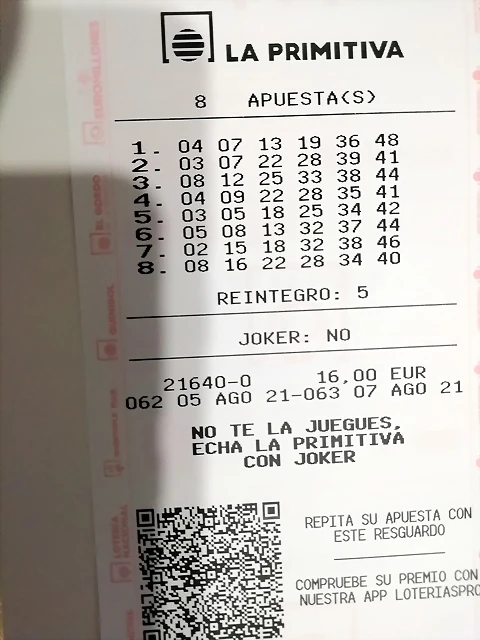 LA PRIMITIVA
8 APUESTA(S)
1. 04 07 13 19 36 48
2. 03 07 22 28 39 41
3. 08 12 25 33 38 44
4. 04 09 22 28 35 41
5. 03 05 18 25 34 42
6. 05 08 13 32 37 44
7. 02 15 18 32 38 46
8. 08 16 22 28 34 40
REINTEGRO: 5
JOKER: NO
21640-0 16,00 EUR
062 05 AGO 21-063 07 AGO 21
NO TE LA JUEGUES,
ECHA LA PRIMITIVA
CON JOKER
REPITA SU APUESTA CON
ESTE RESGUARDO
COMPRUEBE SU PREMIO CON
NUESTRA APP LOTERIASPRO
EUROMILLONES
EL GORDO
LOTERIA
NACIONAL